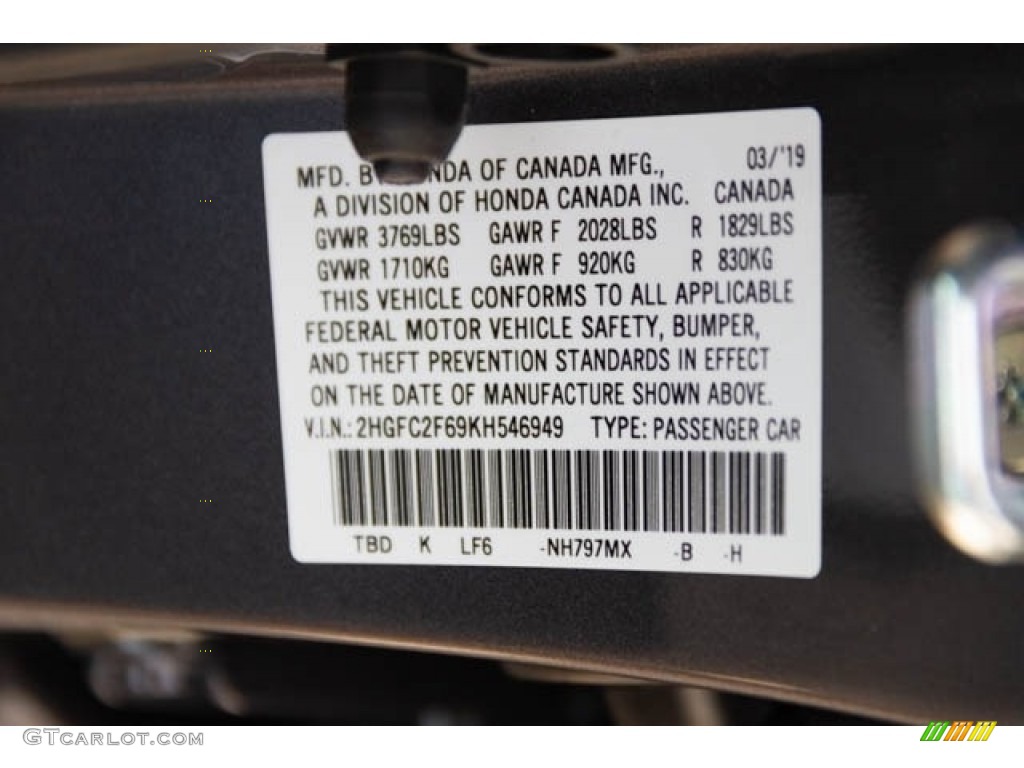 MFD. B NDA OF CANADA MFG., 03/'19
A DIVISION OF HONDA CANADA INC. CANADA
GVWR 3769LBS GAWR F 2028LBS R 1829LBS
GVWR 1710KG GAWR F 920KG R 830KG
THIS VEHICLE CONFORMS TO ALL APPLICABLE
FEDERAL MOTOR VEHICLE SAFETY, BUMPER,
AND THEFT PREVENTION STANDARDS IN EFFECT
ON THE DATE OF MANUFACTURE SHOWN ABOVE.
V.I.N.: 2HGFC2F69KH546949 TYPE: PASSENGER CAR
TBD K LF6 -NH797MX -B -H
GTCarLot.com